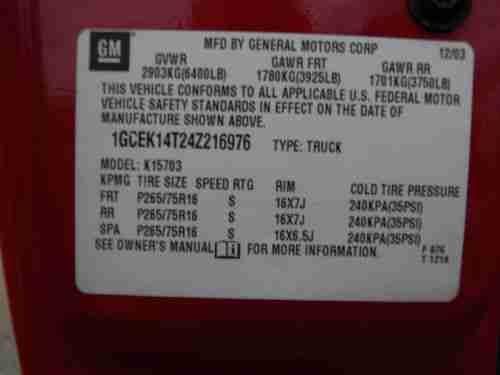 GM
MFD BY GENERAL MOTORS CORP 12/03
GVWR GAWR FRT GAWR RR
2903KG(6400LB) 1780KG(3925LB) 1701KG(3750LB)
THIS VEHICLE CONFORMS TO ALL APPLICABLE U.S. FEDERAL MOTOR
VEHICLE SAFETY STANDARDS IN EFFECT ON THE DATE OF
MANUFACTURE SHOWN ABOVE.
1GCEK14T24Z216976 TYPE: TRUCK
MODEL: K15703
KPMG TIRE SIZE SPEED RTG RIM COLD TIRE PRESSURE
FRT P265/75R16 S 16X7J 240KPA(35PSI)
RR P265/75R16 S 16X7J 240KPA(35PSI)
SPA P265/75R16 S 16X6.5J 240KPA(35PSI)
SEE OWNER'S MANUAL FOR MORE INFORMATION.